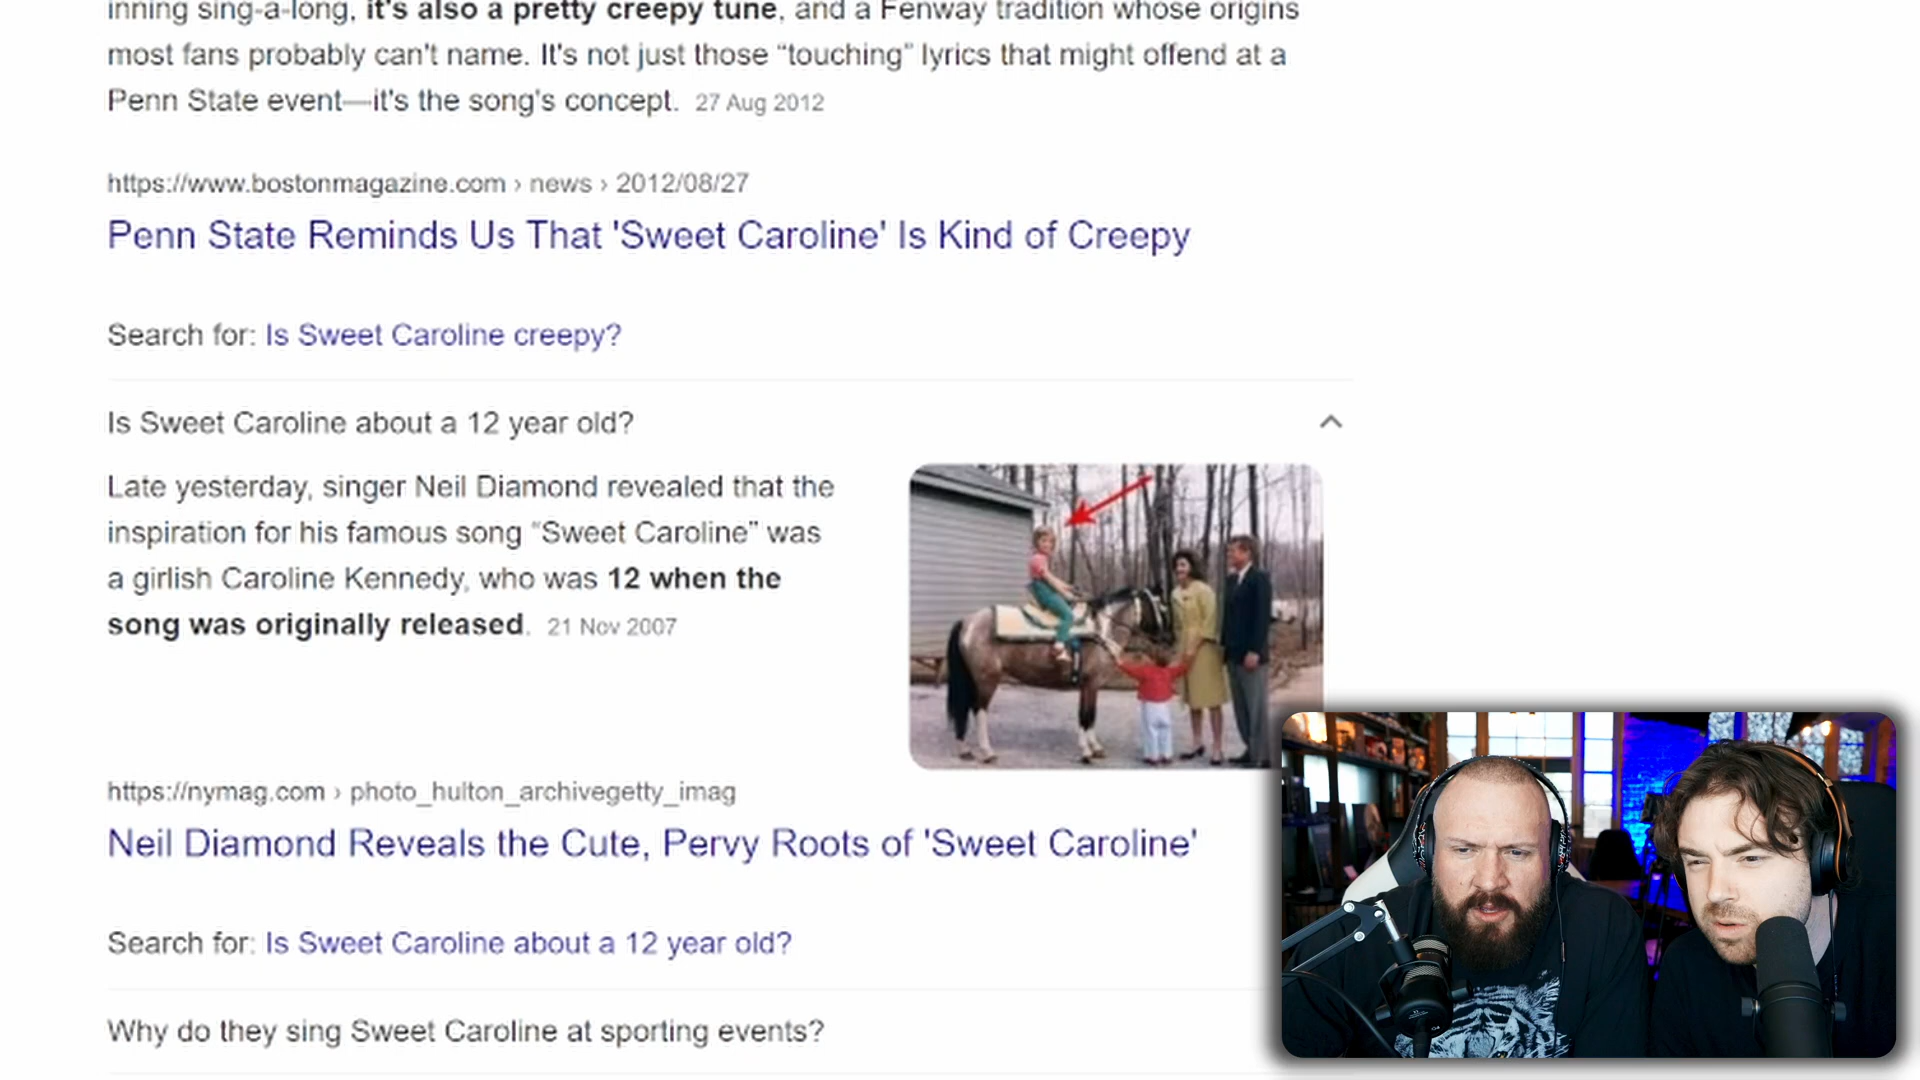 inning sing-a-long, it's also a pretty creepy tune, and a Fenway tradition whose origins
most fans probably can't name. It's not just those “touching” lyrics that might offend at a
Penn State event—it's the song's concept. 27 Aug 2012
https://www.bostonmagazine.com › news › 2012/08/27
Penn State Reminds Us That 'Sweet Caroline' Is Kind of Creepy
Search for: Is Sweet Caroline creepy?
Is Sweet Caroline about a 12 year old?
Late yesterday, singer Neil Diamond revealed that the
inspiration for his famous song “Sweet Caroline” was
a girlish Caroline Kennedy, who was 12 when the
song was originally released. 21 Nov 2007
https://nymag.com › photo_hulton_archivegetty_imag
Neil Diamond Reveals the Cute, Pervy Roots of 'Sweet Caroline'
Search for: Is Sweet Caroline about a 12 year old?
Why do they sing Sweet Caroline at sporting events?